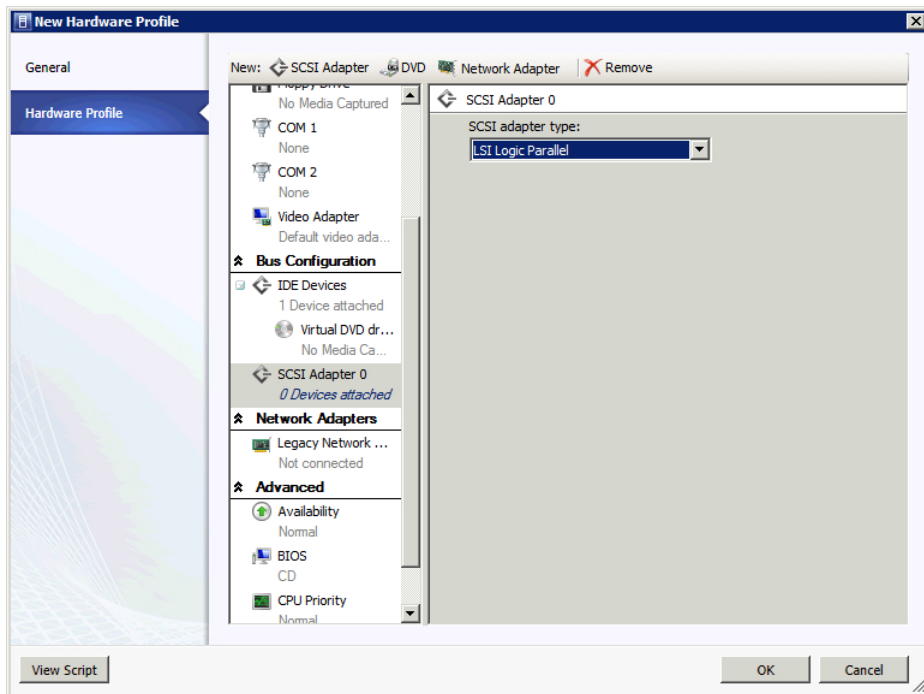 New Hardware Profile
General
Hardware Profile
New: SCSI Adapter DVD Network Adapter Remove
Floppy Drive
No Media Captured
COM 1
None
COM 2
None
Video Adapter
Default video ada...
Bus Configuration
IDE Devices
1 Device attached
Virtual DVD dr...
No Media Ca...
SCSI Adapter 0
0 Devices attached
Network Adapters
Legacy Network ...
Not connected
Advanced
Availability
Normal
BIOS
CD
CPU Priority
Normal
SCSI Adapter 0
SCSI adapter type:
LSI Logic Parallel
View Script
OK
Cancel